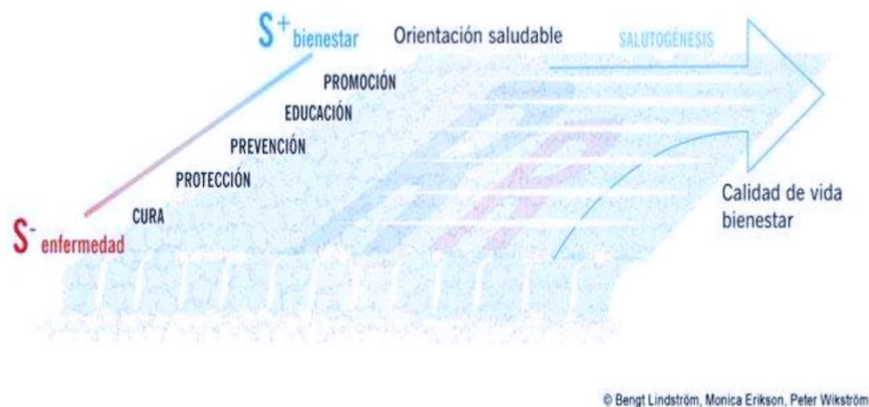 S+ bienestar
Orientación saludable
SALUTOGÉNESIS
PROMOCIÓN
EDUCACIÓN
PREVENCIÓN
PROTECCIÓN
CURA
S- enfermedad
Calidad de vida
bienestar
© Bengt Lindström, Monica Erikson, Peter Wikström